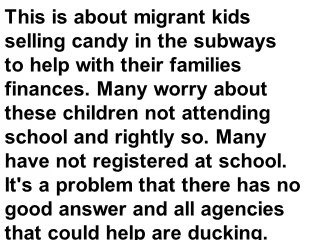 This is about migrant kids
selling candy in the subways
to help with their families
finances. Many worry about
these children not attending
school and rightly so. Many
have not registered at school.
It's a problem that there has no
good answer and all agencies
that could help are ducking.